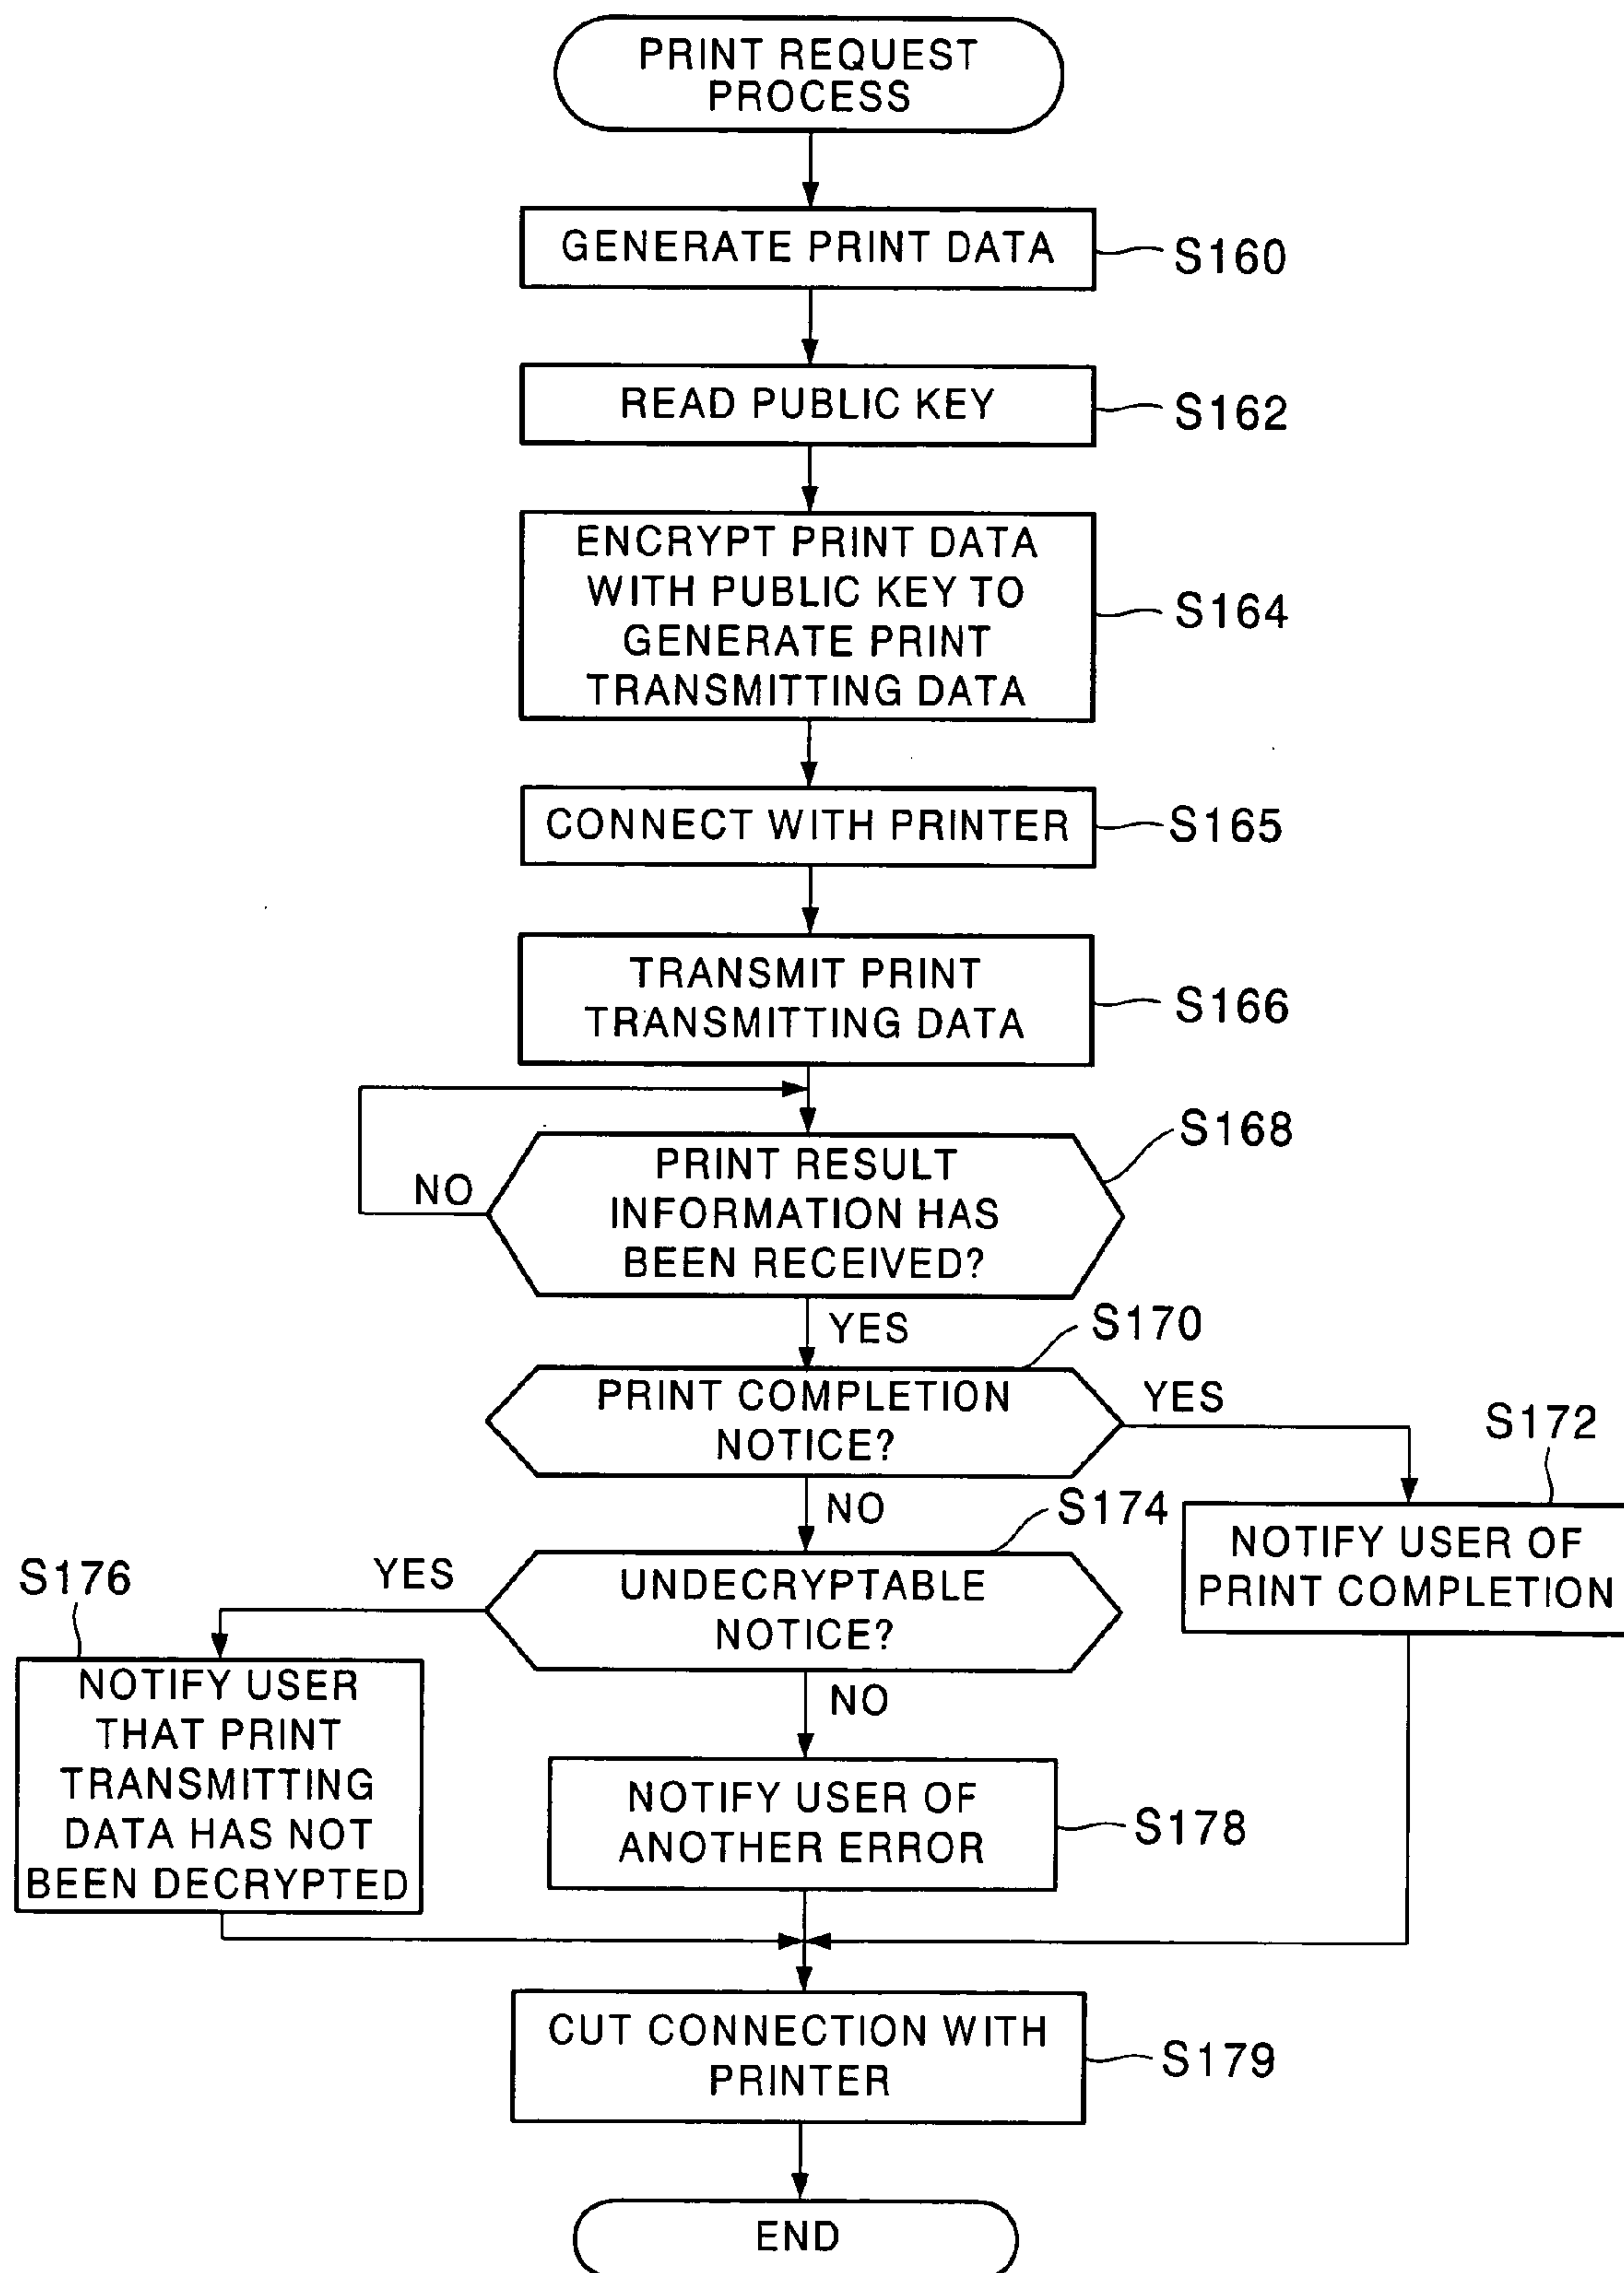 PRINT REQUEST
PROCESS
GENERATE PRINT DATA
S160
READ PUBLIC KEY
S162
ENCRYPT PRINT DATA
WITH PUBLIC KEY TO
GENERATE PRINT
TRANSMITTING DATA
S164
CONNECT WITH PRINTER
S165
TRANSMIT PRINT
TRANSMITTING DATA
S166
S168
PRINT RESULT
INFORMATION HAS
BEEN RECEIVED?
NO
YES
S170
PRINT COMPLETION
NOTICE?
YES
S172
NOTIFY USER OF
PRINT COMPLETION
NO
S174
UNDECRYPTABLE
NOTICE?
YES
S176
NOTIFY USER
THAT PRINT
TRANSMITTING
DATA HAS NOT
BEEN DECRYPTED
NO
NOTIFY USER OF
ANOTHER ERROR
S178
CUT CONNECTION WITH
PRINTER
S179
END